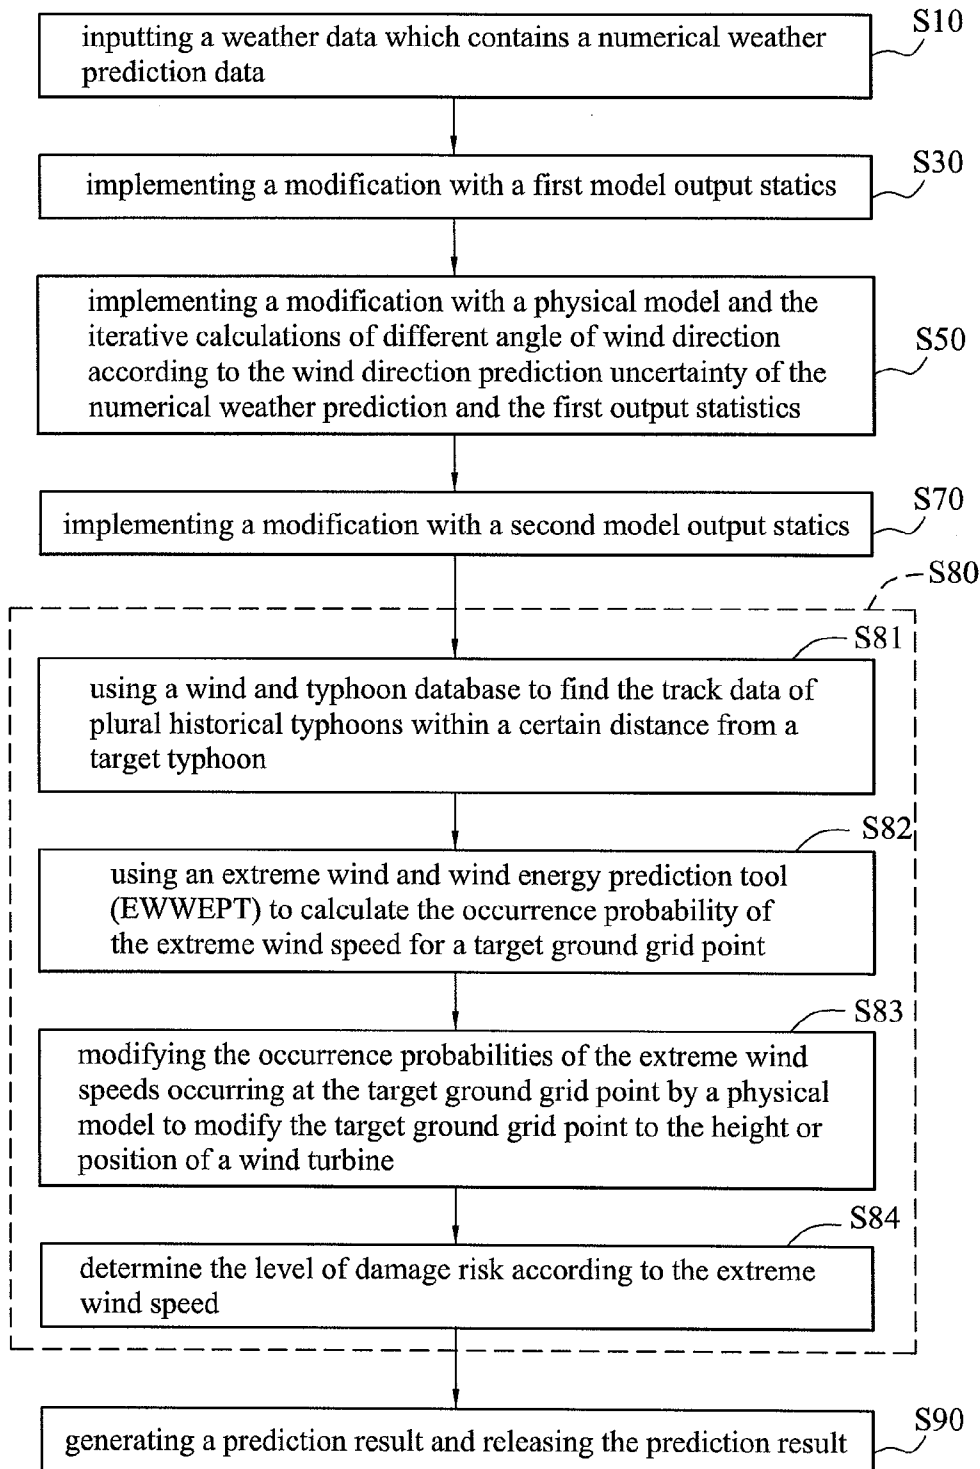 S10
inputting a weather data which contains a numerical weather
prediction data
S30
implementing a modification with a first model output statics
implementing a modification with a physical model and the
iterative calculations of different angle of wind direction
according to the wind direction prediction uncertainty of the
numerical weather prediction and the first output statistics
S50
S70
implementing a modification with a second model output statics
S80
S81
using a wind and typhoon database to find the track data of
plural historical typhoons within a certain distance from a
target typhoon
S82
using an extreme wind and wind energy prediction tool
(EWWEPT) to calculate the occurrence probability of
the extreme wind speed for a target ground grid point
S83
modifying the occurrence probabilities of the extreme wind
speeds occurring at the target ground grid point by a physical
model to modify the target ground grid point to the height or
position of a wind turbine
S84
determine the level of damage risk according to the extreme
wind speed
S90
generating a prediction result and releasing the prediction result